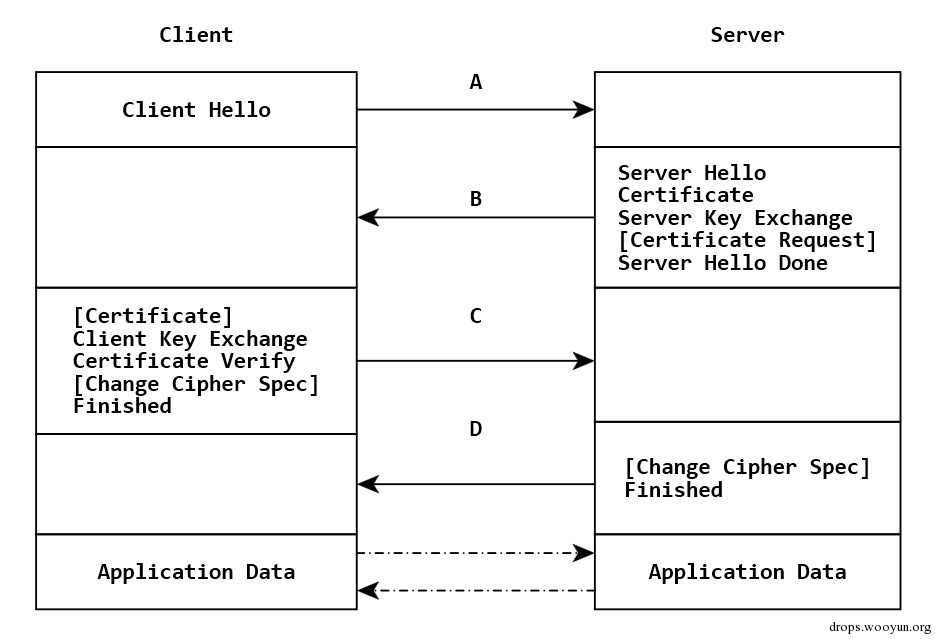 Client
Server
A
Client Hello
B
Server Hello
Certificate
Server Key Exchange
[Certificate Request]
Server Hello Done
C
[Certificate]
Client Key Exchange
Certificate Verify
[Change Cipher Spec]
Finished
D
[Change Cipher Spec]
Finished
Application Data
Application Data
drops.wooyun.org